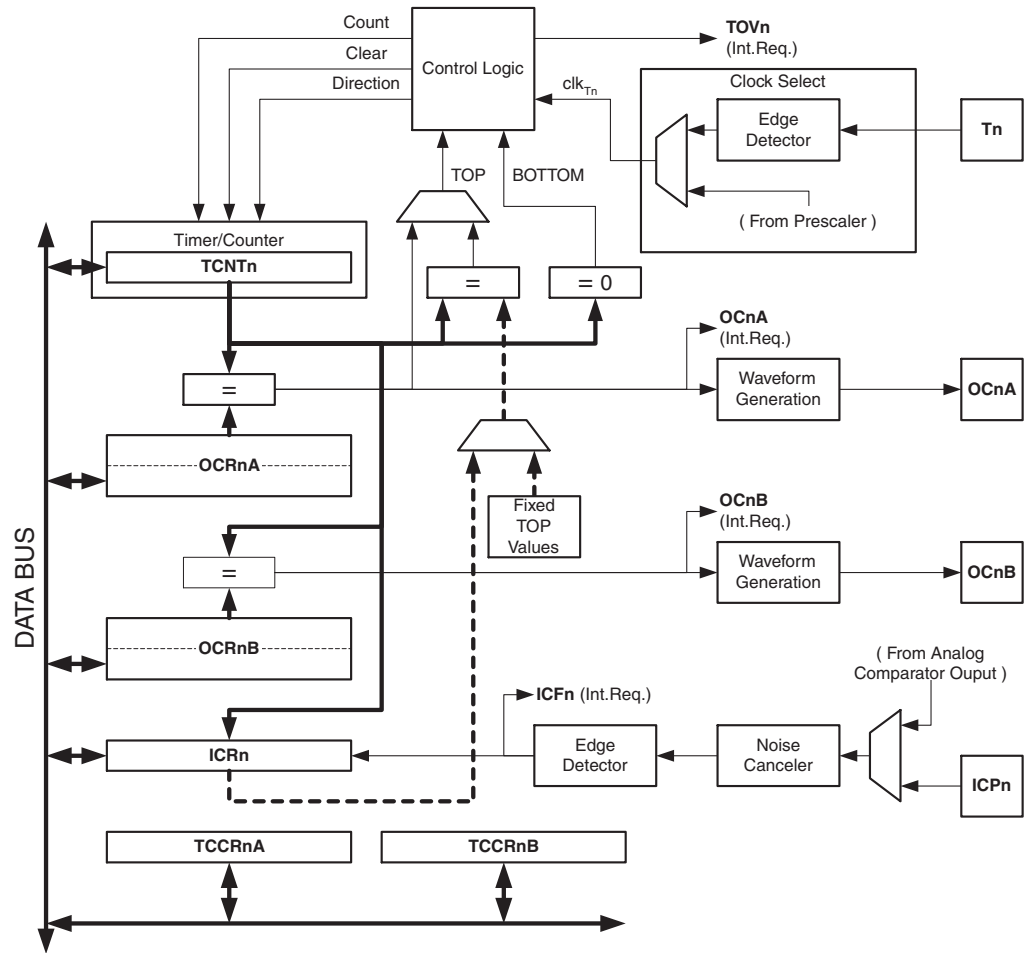 Count
Clear
Direction
Control Logic
TOVn
(Int.Req.)
clkTn
Clock Select
Edge
Detector
Tn
( From Prescaler )
TOP
BOTTOM
Timer/Counter
TCNTn
=
= 0
OCnA
(Int.Req.)
=
Waveform
Generation
OCnA
OCRnA
Fixed
TOP
Values
OCnB
(Int.Req.)
=
Waveform
Generation
OCnB
OCRnB
DATA BUS
( From Analog
Comparator Ouput )
ICFn (Int.Req.)
ICRn
Edge
Detector
Noise
Canceler
ICPn
TCCRnA
TCCRnB